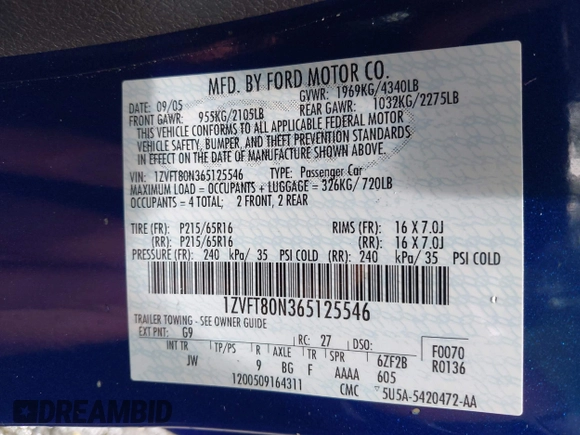 MFD. BY FORD MOTOR CO.
DATE: 09/05 GVWR: 1969KG/4340LB
FRONT GAWR: 955KG/2105LB REAR GAWR: 1032KG/2275LB
THIS VEHICLE CONFORMS TO ALL APPLICABLE FEDERAL MOTOR
VEHICLE SAFETY, BUMPER, AND THEFT PREVENTION STANDARDS
IN EFFECT ON THE DATE OF MANUFACTURE SHOWN ABOVE.
VIN: 1ZVFT80N365125546 TYPE: Passenger Car
MAXIMUM LOAD = OCCUPANTS + LUGGAGE = 326KG/ 720LB
OCCUPANTS = 4 TOTAL; 2 FRONT, 2 REAR
TIRE (FR): P215/65R16 RIMS (FR): 16 X 7.0J
(RR): P215/65R16 (RR): 16 X 7.0J
PRESSURE (FR): 240 kPa/ 35 PSI COLD (RR): 240 kPa/ 35 PSI COLD
1ZVFT80N365125546
TRAILER TOWING - SEE OWNER GUIDE
EXT PNT: G9 RC: 27 DSO: F0070
INT TR TP/PS R AXLE TR SPR 6ZF2B R0136
JW 9 BG F AAAA 605
1200509164311 CMC 5U5A-5420472-AA
DREAMBID